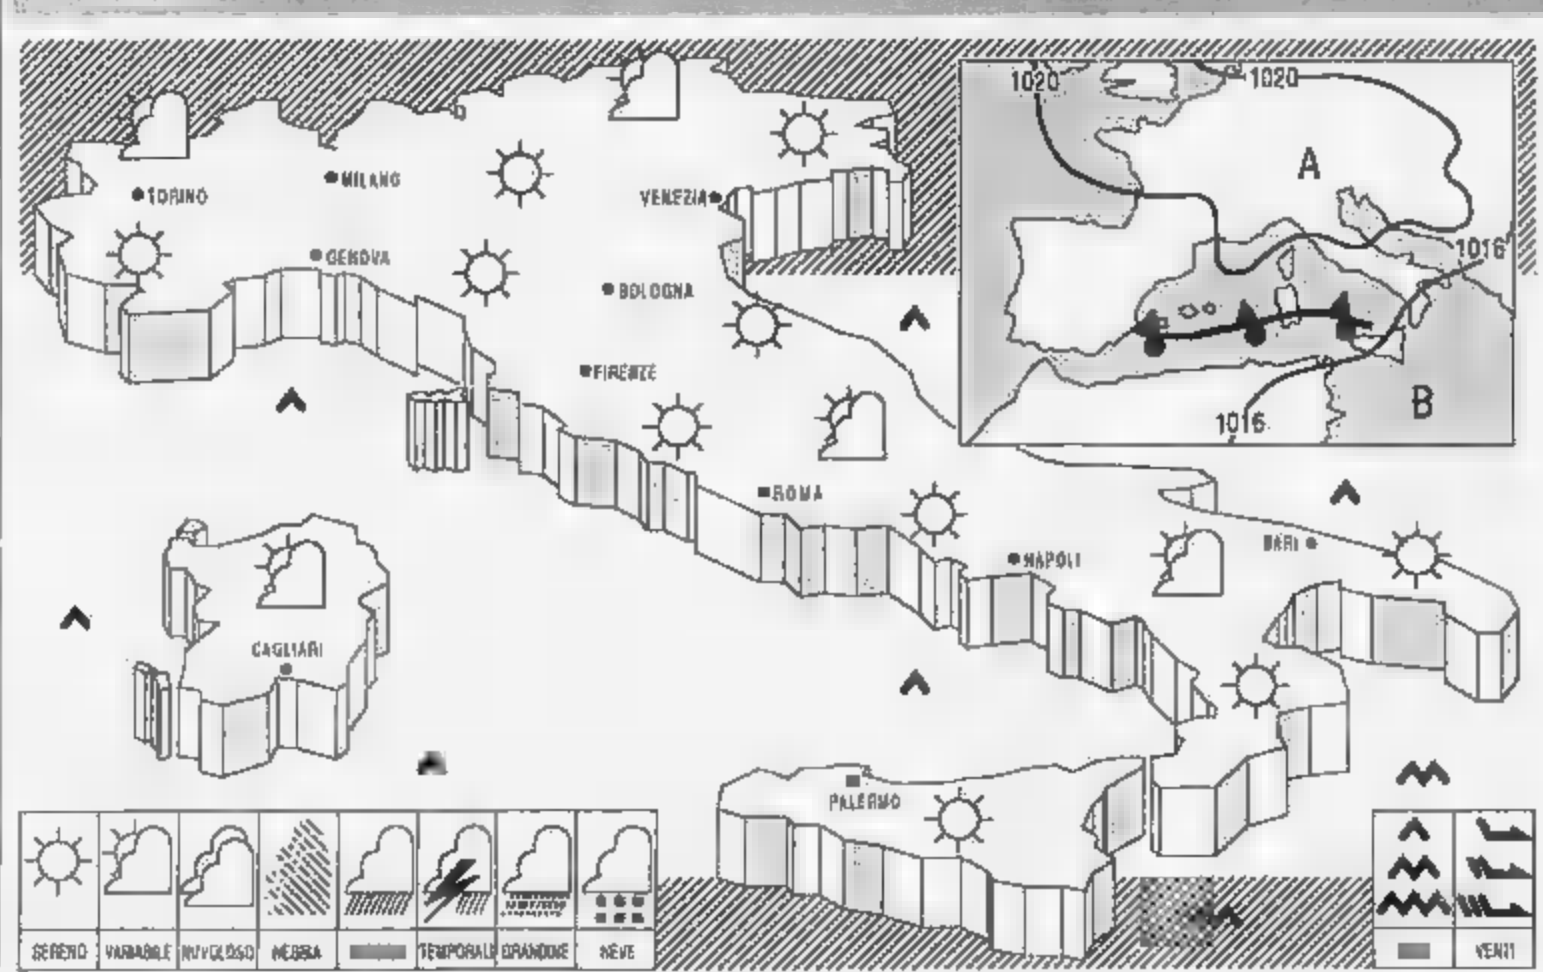 1020
1020
A
MILANO
TORINO
VENEZIA
1016
GENOVA
BOLOGNA
FIRENZE
B
1016
ROMA
BARI
NAPOLI
CAGLIARI
PALERMO
SERENO VARIABILE NUVOLOSO NEBBIA TEMPORALE GRANDINE NEVE
VENTI